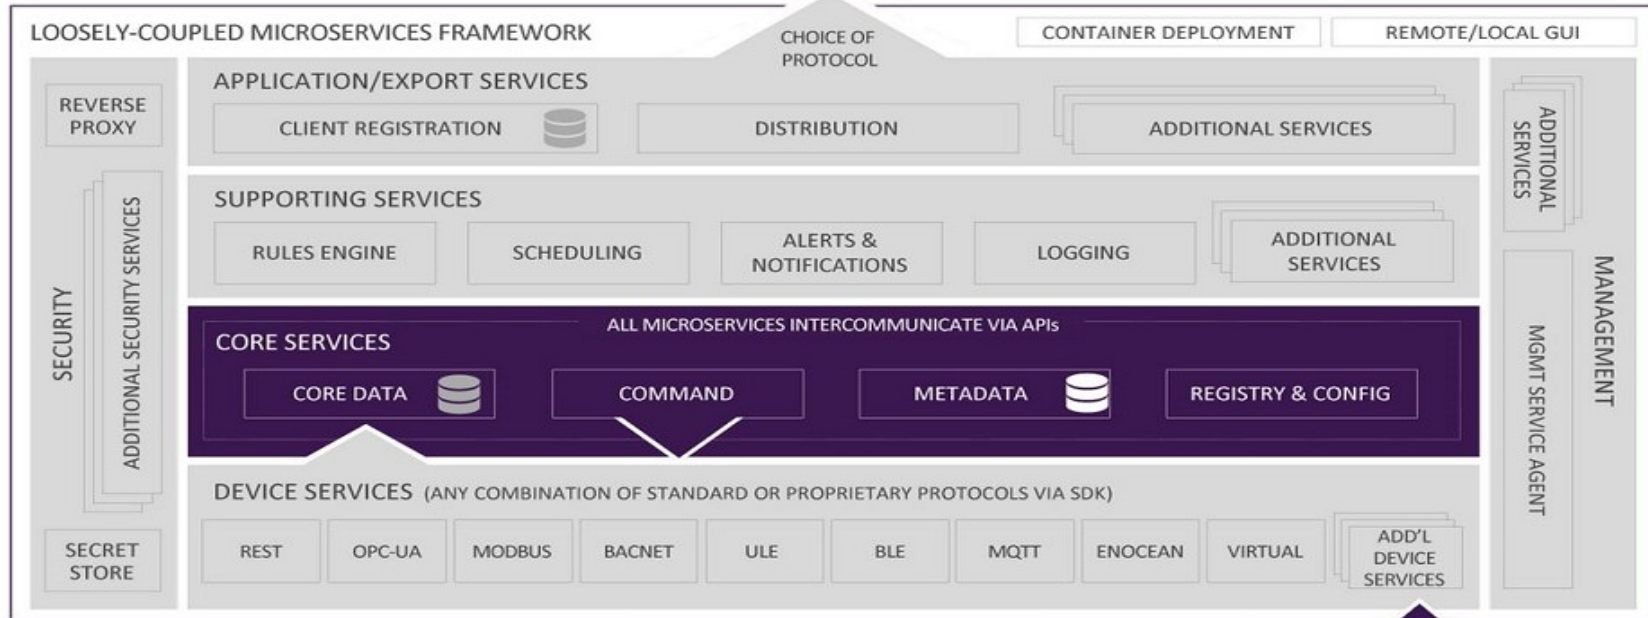 LOOSELY-COUPLED MICROSERVICES FRAMEWORK
CHOICE OF
PROTOCOL
CONTAINER DEPLOYMENT
REMOTE/LOCAL GUI
REVERSE
PROXY
SECURITY
ADDITIONAL SECURITY SERVICES
SECRET
STORE
APPLICATION/EXPORT SERVICES
CLIENT REGISTRATION
DISTRIBUTION
ADDITIONAL SERVICES
SUPPORTING SERVICES
RULES ENGINE
SCHEDULING
ALERTS &
NOTIFICATIONS
LOGGING
ADDITIONAL
SERVICES
ALL MICROSERVICES INTERCOMMUNICATE VIA APIs
CORE SERVICES
CORE DATA
COMMAND
METADATA
REGISTRY & CONFIG
DEVICE SERVICES (ANY COMBINATION OF STANDARD OR PROPRIETARY PROTOCOLS VIA SDK)
REST
OPC-UA
MODBUS
BACNET
ULE
BLE
MQTT
ENOCEAN
VIRTUAL
ADD'L
DEVICE
SERVICES
ADDITIONAL
SERVICES
MGMT SERVICE AGENT
MANAGEMENT